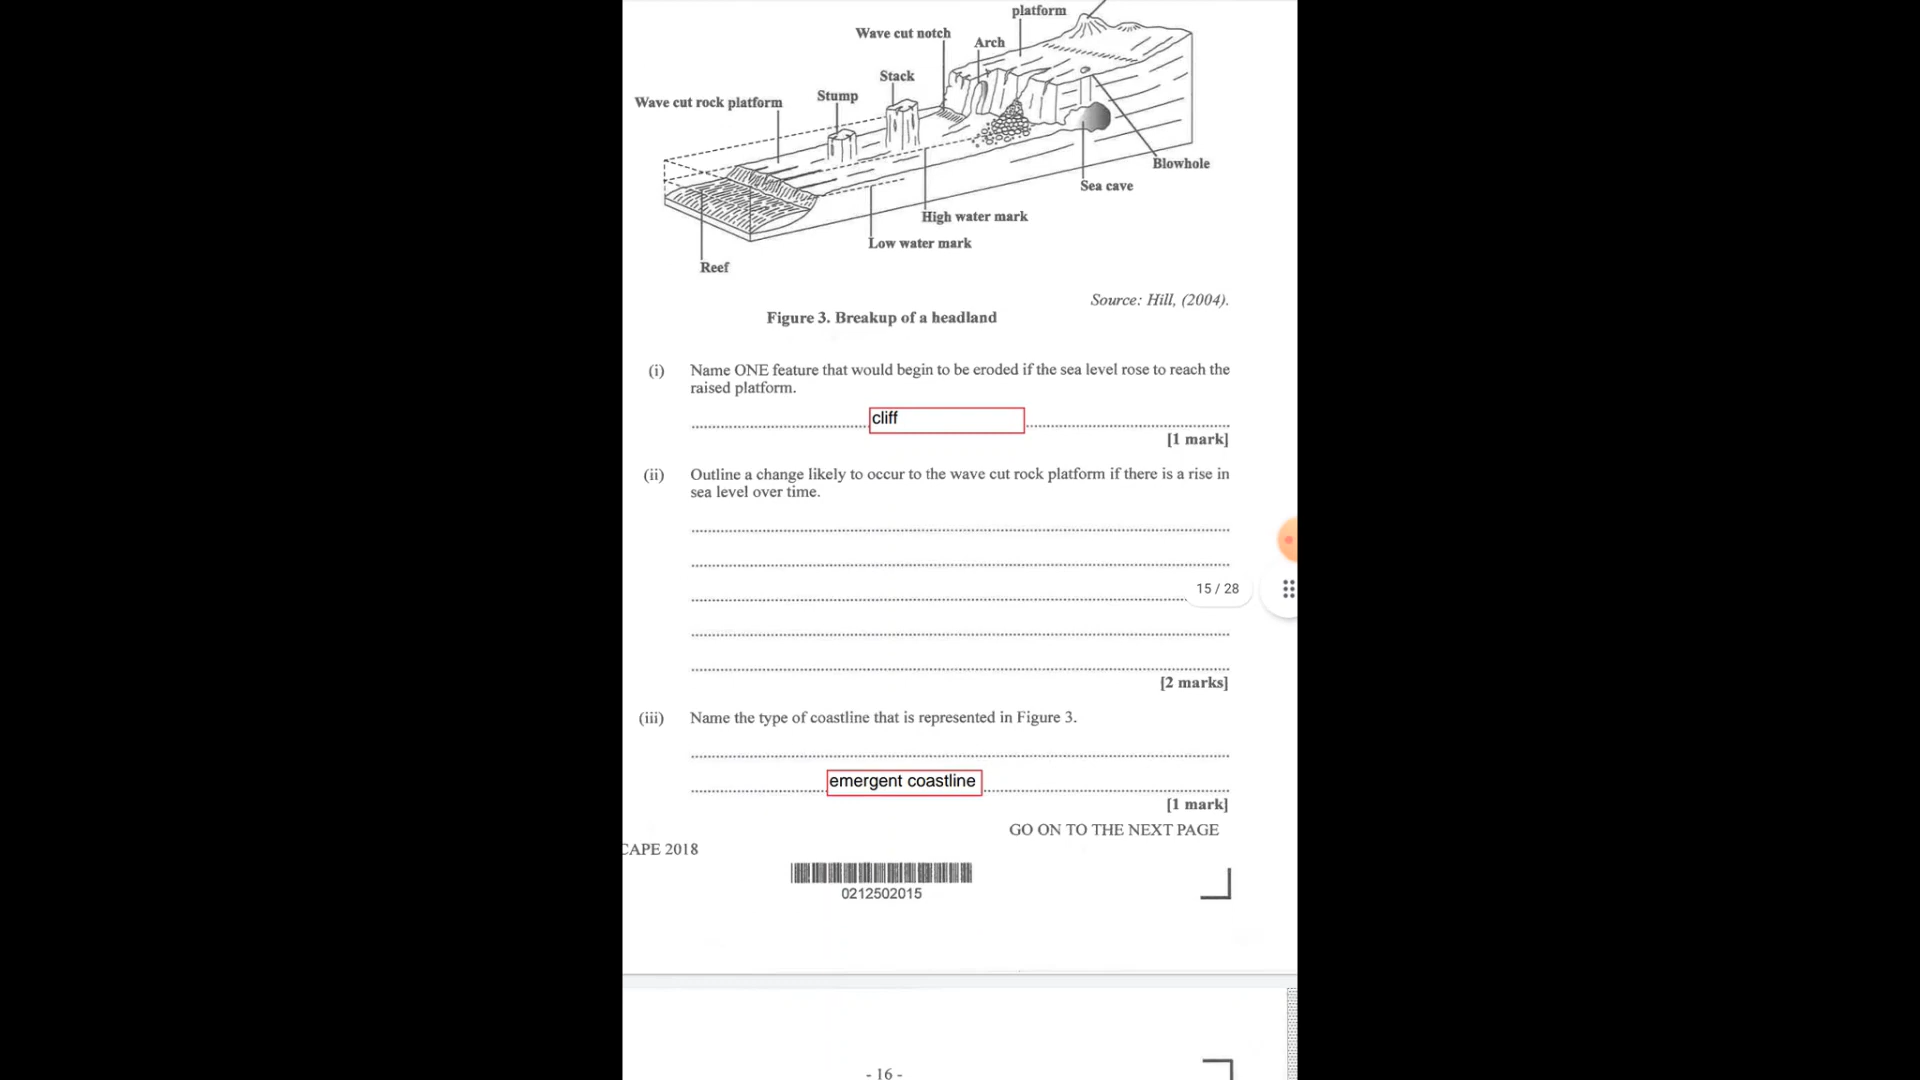 platform
Wave cut notch
Arch
Stack
Stump
Wave cut rock platform
Blowhole
Sea cave
High water mark
Low water mark
Reef
Source: Hill, (2004).
Figure 3. Breakup of a headland
(i) Name ONE feature that would begin to be eroded if the sea level rose to reach the
raised platform.
cliff
[1 mark]
(ii) Outline a change likely to occur to the wave cut rock platform if there is a rise in
sea level over time.
15 / 28
[2 marks]
(iii) Name the type of coastline that is represented in Figure 3.
emergent coastline
[1 mark]
GO ON TO THE NEXT PAGE
CAPE 2018
0212502015
- 16 -